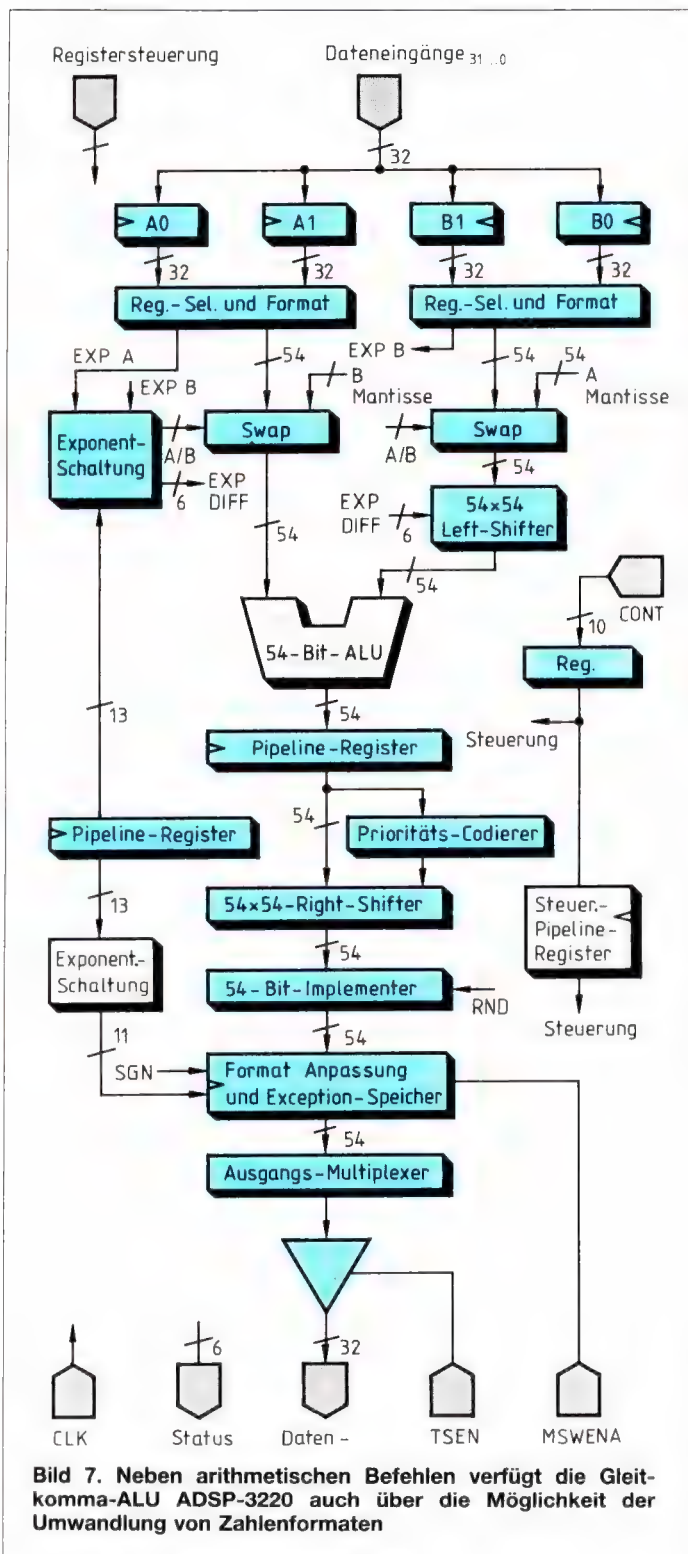 Registersteuerung
Dateneingänge 31...0
32
A0
A1
B1
B0
32
32
32
32
Reg.-Sel. und Format
Reg.-Sel. und Format
EXP A
EXP B
54
B
Mantisse
EXP B
54
54
A
Mantisse
Exponent-
Schaltung
A/B
6
EXP
DIFF
Swap
A/B
Swap
54
EXP
DIFF
6
54x54
Left-Shifter
54
54
54-Bit-ALU
CONT
10
Reg.
54
13
Pipeline-Register
Steuerung
54
Prioritäts-Codierer
Pipeline-Register
13
54x54-Right-Shifter
Steuer.-
Pipeline-
Register
54
Exponent.-
Schaltung
54-Bit-Implementer
RND
Steuerung
11
54
SGN
Format Anpassung
und Exception-Speicher
54
Ausgangs-Multiplexer
6
32
CLK
Status
Daten-
TSEN
MSWENA
Bild 7. Neben arithmetischen Befehlen verfügt die Gleit-
komma-ALU ADSP-3220 auch über die Möglichkeit der
Umwandlung von Zahlenformaten